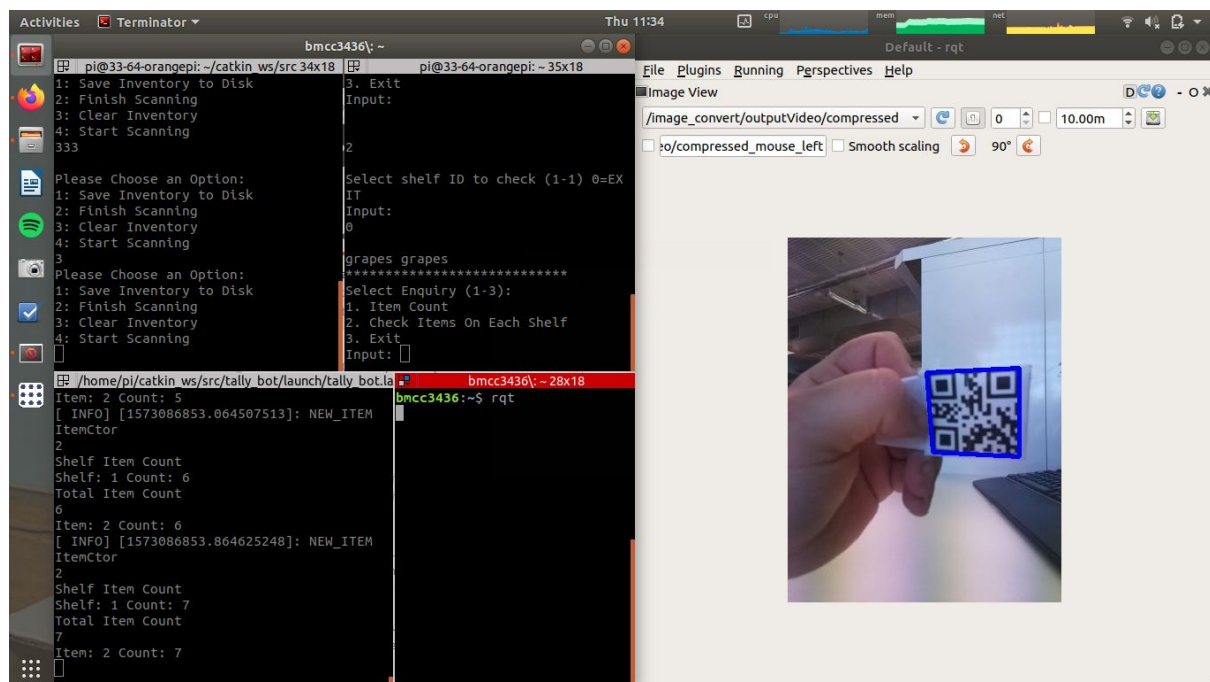 Activities Terminator Thu 11:34 cpu mem net
bmcc3436\: ~
pi@33-64-orangepi: ~/catkin_ws/src 34x18
1: Save Inventory to Disk
2: Finish Scanning
3: Clear Inventory
4: Start Scanning
333
Please Choose an Option:
1: Save Inventory to Disk
2: Finish Scanning
3: Clear Inventory
4: Start Scanning
3
Please Choose an Option:
1: Save Inventory to Disk
2: Finish Scanning
3: Clear Inventory
4: Start Scanning
pi@33-64-orangepi: ~ 35x18
3. Exit
Input:
2
Select shelf ID to check (1-1) 0=EX
IT
Input:
0
grapes grapes
****************************
Select Enquiry (1-3):
1. Item Count
2. Check Items On Each Shelf
3. Exit
Input:
/home/pi/catkin_ws/src/tally_bot/launch/tally_bot.la
Item: 2 Count: 5
[ INFO] [1573086853.064507513]: NEW_ITEM
ItemCtor
2
Shelf Item Count
Shelf: 1 Count: 6
Total Item Count
6
Item: 2 Count: 6
[ INFO] [1573086853.864625248]: NEW_ITEM
ItemCtor
2
Shelf Item Count
Shelf: 1 Count: 7
Total Item Count
7
Item: 2 Count: 7
bmcc3436\: ~ 28x18
bmcc3436:~$ rqt
Default - rqt
File Plugins Running Perspectives Help
Image View
D - O
/image_convert/outputVideo/compressed 0 10.00m
eo/compressed_mouse_left Smooth scaling 90°